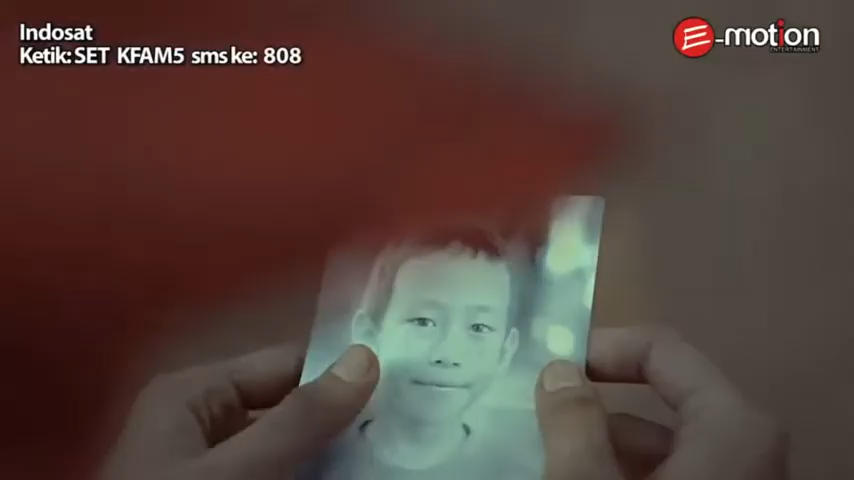 Indosat
Ketik: SET KFAM5 sms ke: 808
E-motion
ENTERTAINMENT